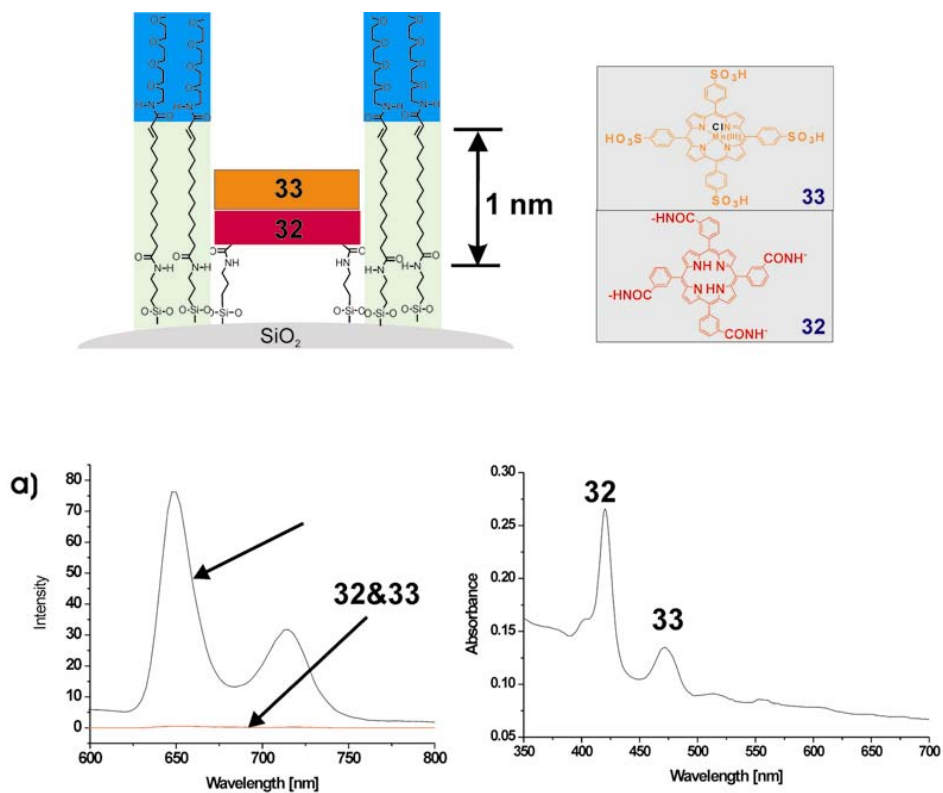 33
32
1 nm
SiO₂
SO₃H
HO₃S
ClN
N
Mn(III)
N
N
SO₃H
SO₃H
33
-HNOC
NH N
N HN
CONH-
-HNOC
CONH-
32
a)
80
70
60
50
40
30
20
10
0
Intensity
32&33
600 650 700 750 800
Wavelength [nm]
0.30
0.25
0.20
0.15
0.10
0.05
Absorbance
32
33
350 400 450 500 550 600 650 700
Wavelength [nm]